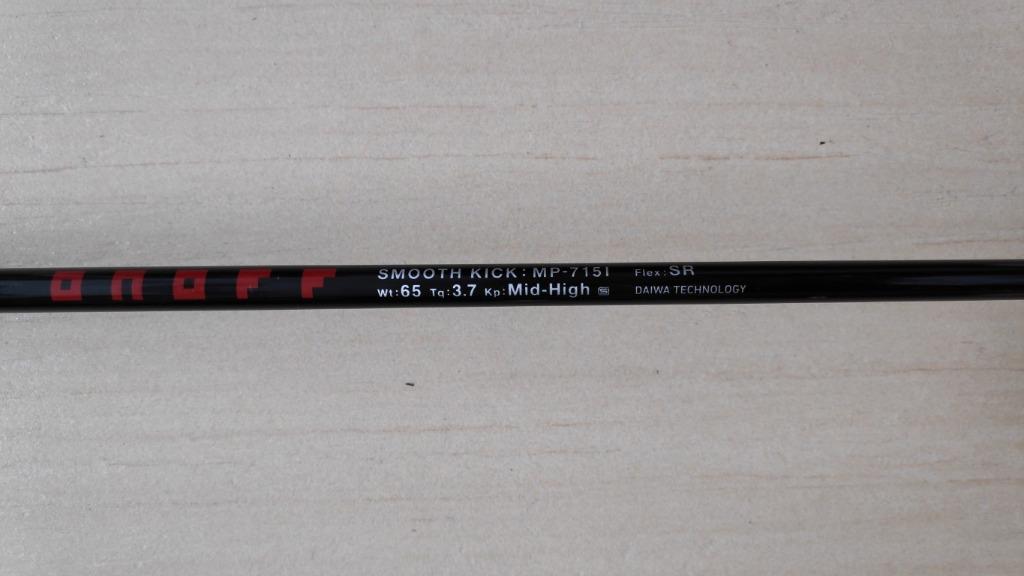 onoff
SMOOTH KICK: MP-715I Flex: SR
Wt:65 Tq:3.7 Kp:Mid-High S DAIWA TECHNOLOGY